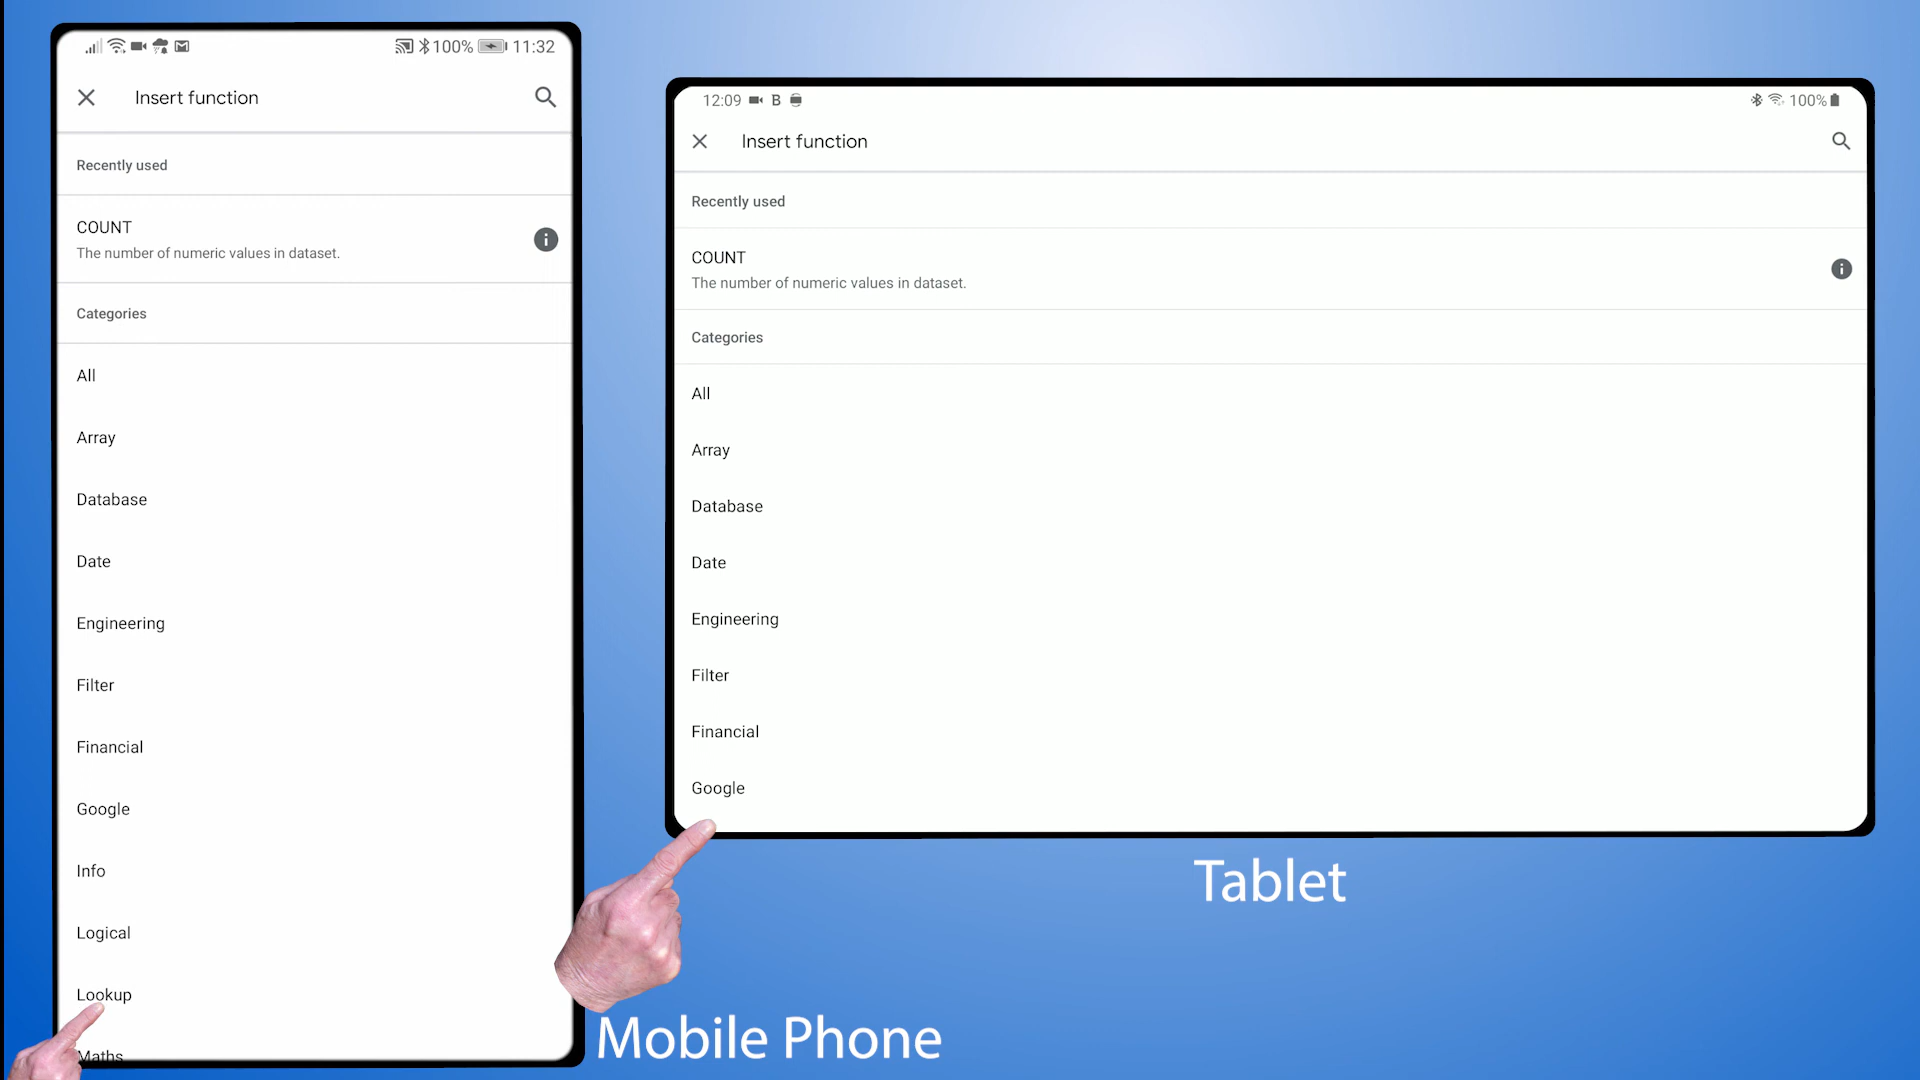 100% 11:32
Insert function
Recently used
COUNT
The number of numeric values in dataset.
Categories
All
Array
Database
Date
Engineering
Filter
Financial
Google
Info
Logical
Lookup
Maths
Mobile Phone
12:09 B 100%
Insert function
Recently used
COUNT
The number of numeric values in dataset.
Categories
All
Array
Database
Date
Engineering
Filter
Financial
Google
Tablet